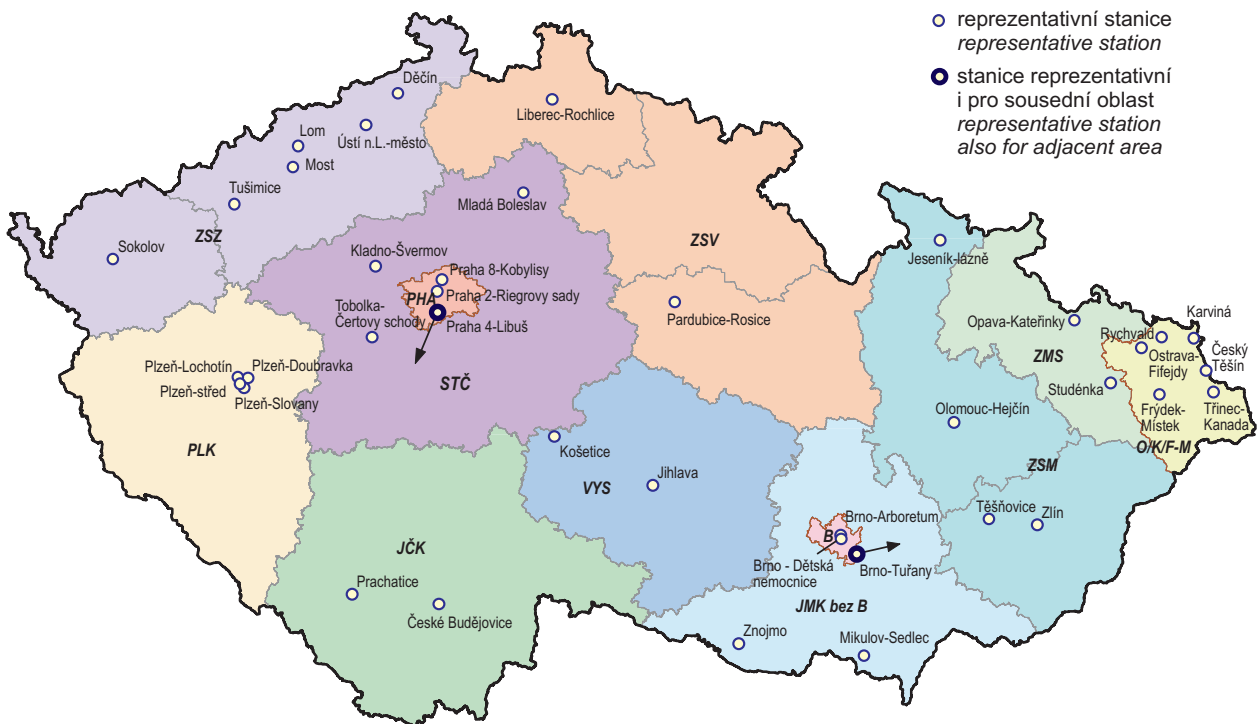 reprezentativní stanice
representative station
stanice reprezentativní
i pro sousední oblast
representative station
also for adjacent area
Děčín
Liberec-Rochlice
Lom
Ústí n.L.-město
Most
Tušimice
Mladá Boleslav
Sokolov
ZSZ
ZSV
Kladno-Švermov
Jeseník-lázně
Praha 8-Kobylisy
PHA
Praha 2-Riegrovy sady
Tobolka-
Čertovy schody
Praha 4-Libuš
Pardubice-Rosice
Opava-Kateřinky
Karviná
Rychvald
Ostrava-
Fifejdy
Český
Těšín
ZMS
Plzeň-Lochotín
Plzeň-Doubravka
Plzeň-střed
Plzeň-Slovany
STČ
Studénka
Frýdek-
Místek
Třinec-
Kanada
Olomouc-Hejčín
O/K/F-M
PLK
Košetice
ZSM
VYS
Jihlava
Těšnovice
Zlín
Brno-Arboretum
B
JČK
Brno - Dětská
nemocnice
Brno-Tuřany
Prachatice
České Budějovice
JMK bez B
Znojmo
Mikulov-Sedlec